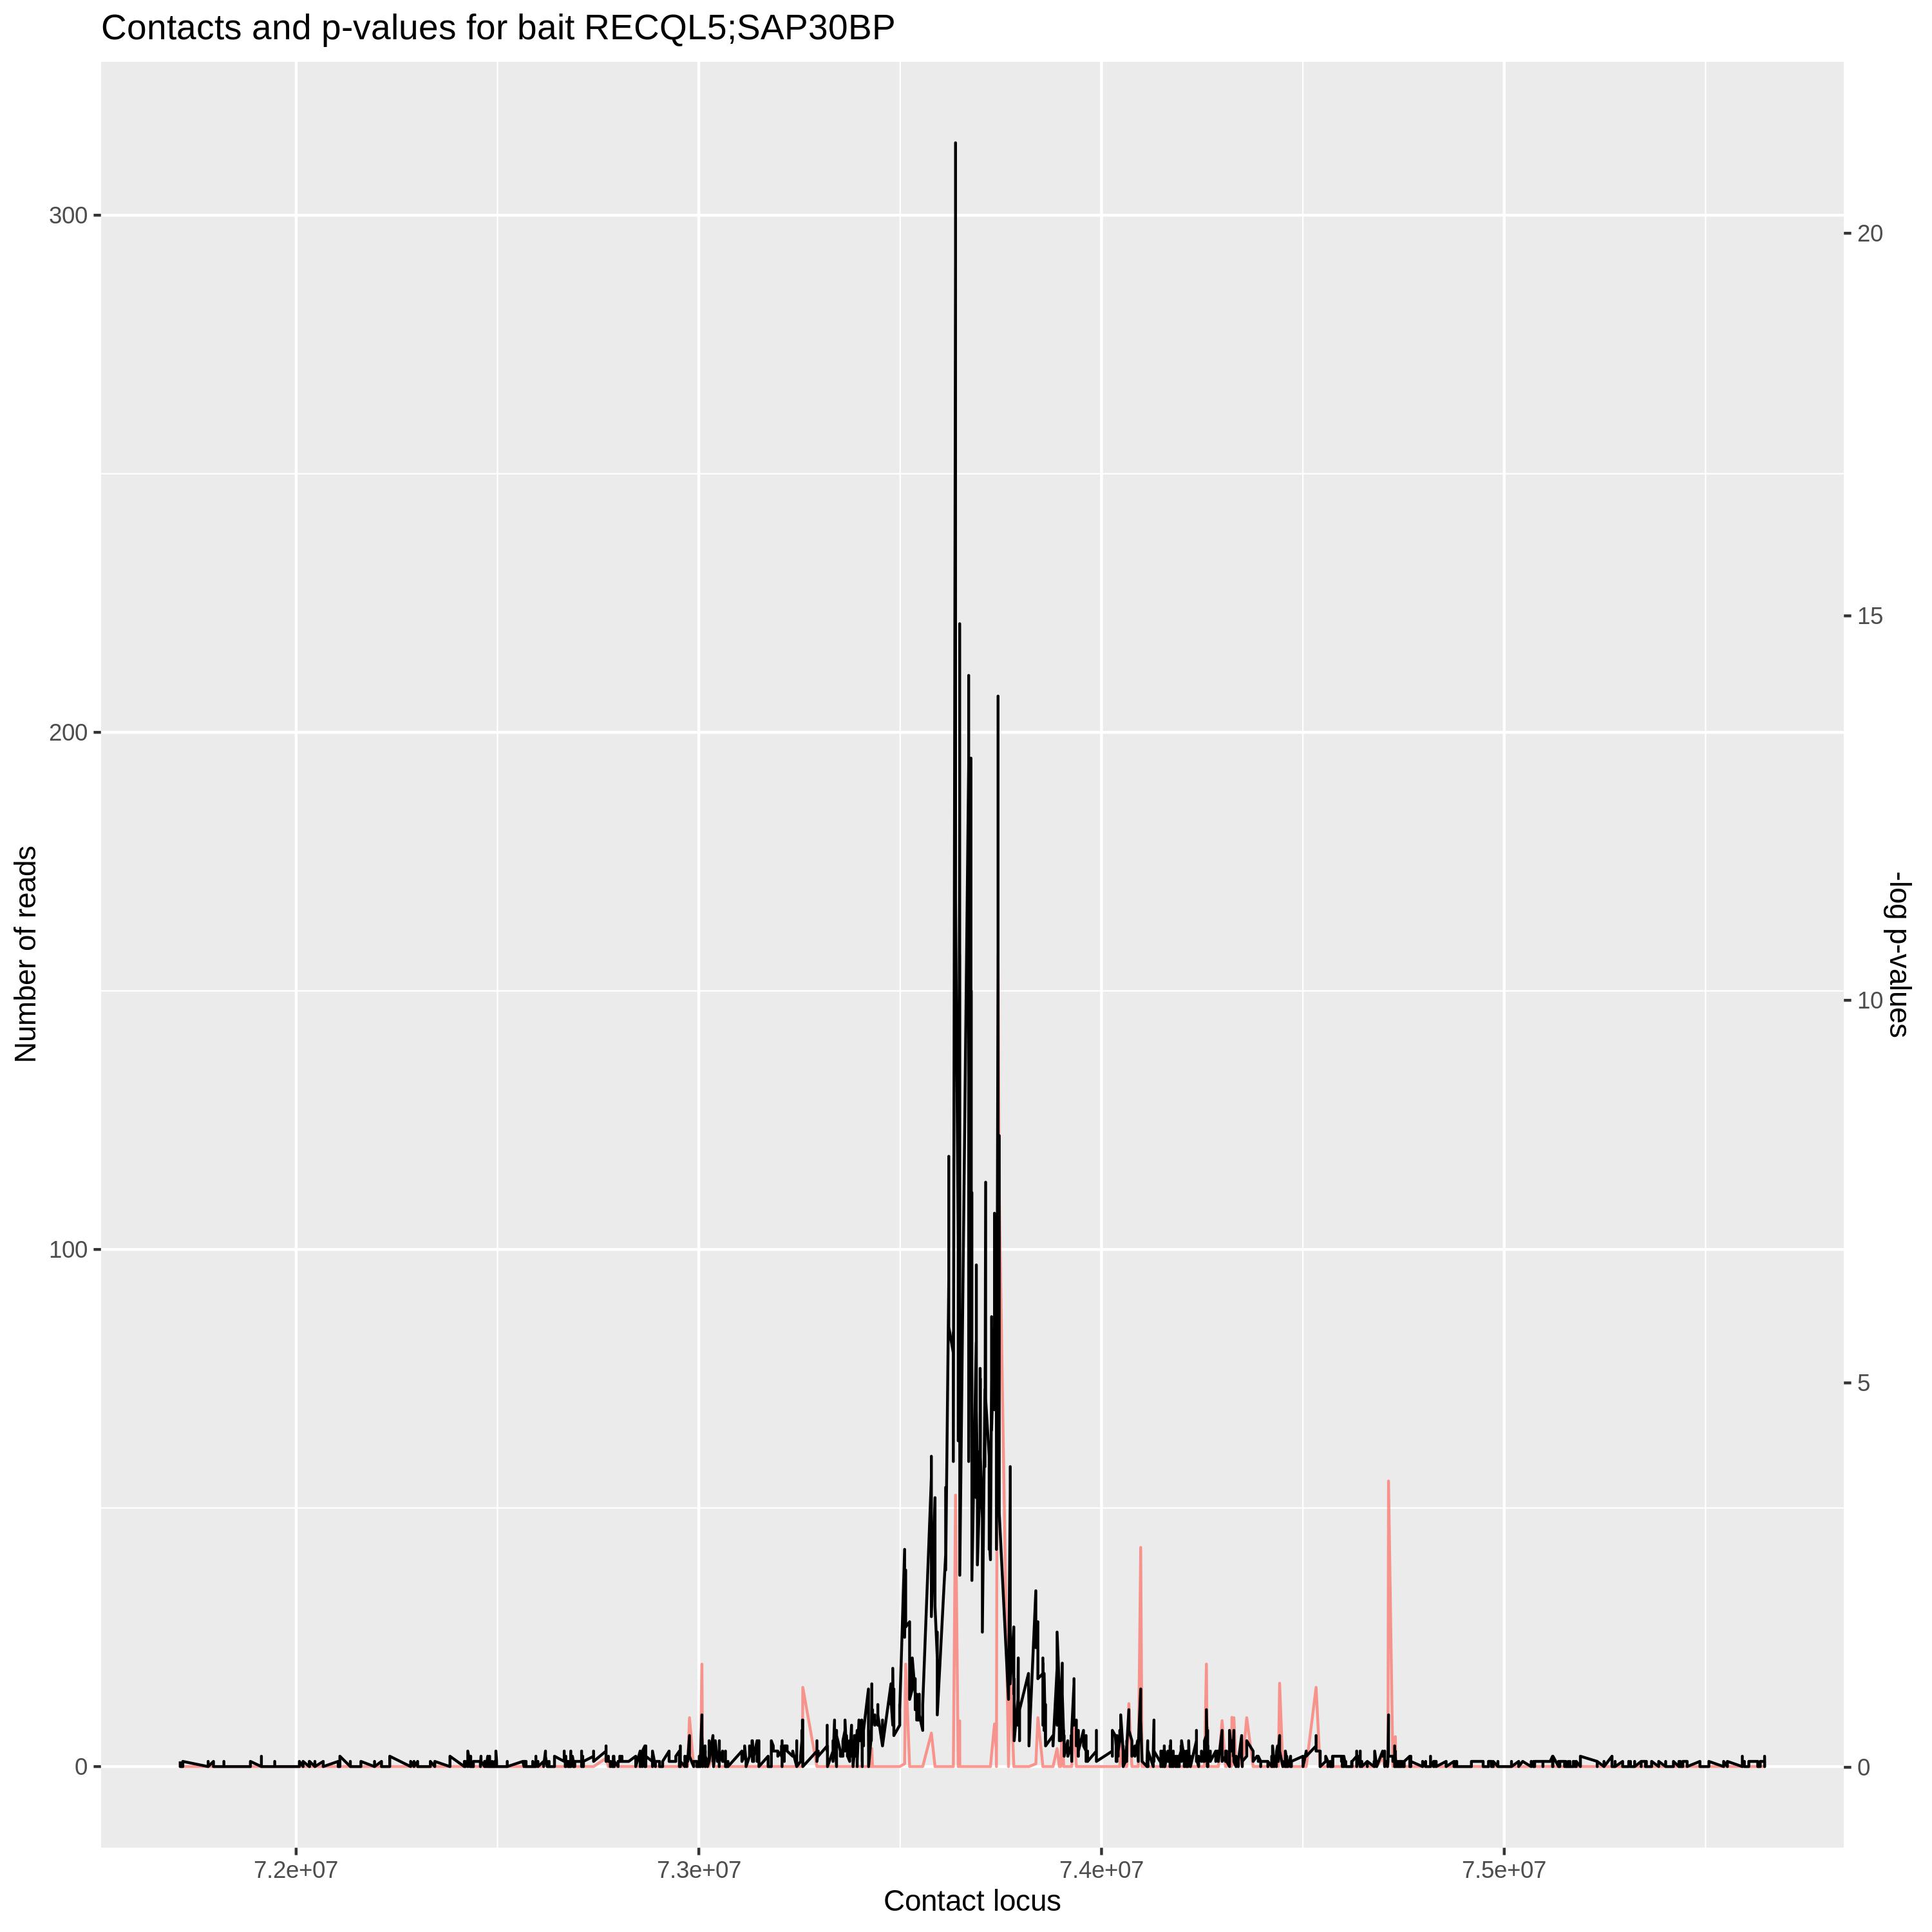 Contacts and p-values for bait RECQL5;SAP30BP
300
200
100
0
Number of reads
20
15
10
5
0
-log p-values
7.2e+07 7.3e+07 7.4e+07 7.5e+07
Contact locus